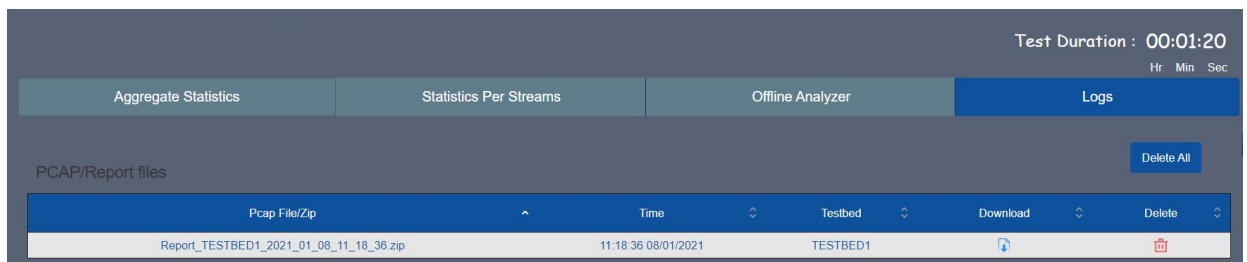 Test Duration : 00:01:20
Hr Min Sec
Aggregate Statistics Statistics Per Streams Offline Analyzer Logs
Delete All
PCAP/Report files
Pcap File/Zip Time Testbed Download Delete
Report_TESTBED1_2021_01_08_11_18_36.zip 11:18:36 08/01/2021 TESTBED1